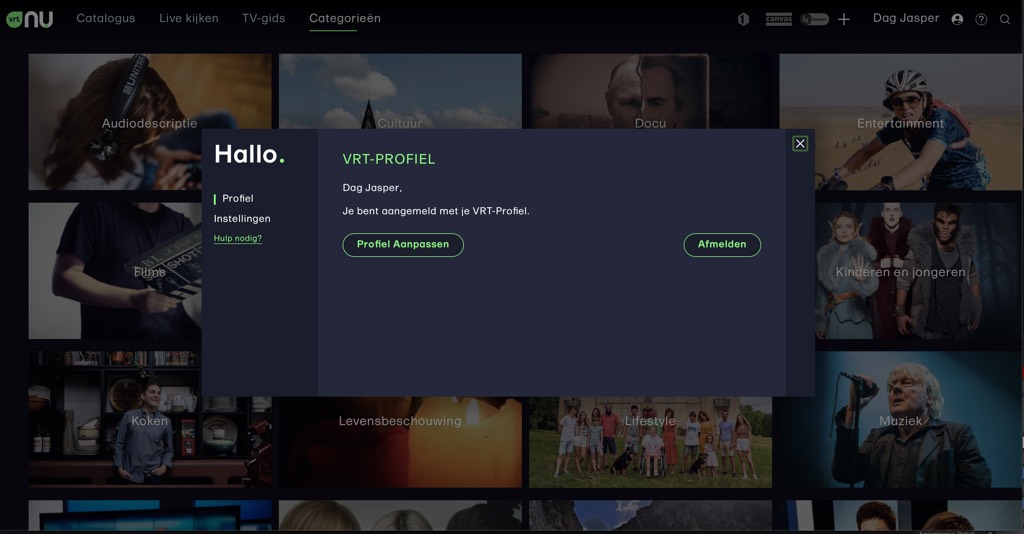 vrt NU Catalogus Live kijken TV-gids Categorieën canvas Dag Jasper
Audiodescriptie Cultuur Docu Entertainment
Hallo.
Profiel
Instellingen
Hulp nodig?
VRT-PROFIEL
Dag Jasper,
Je bent aangemeld met je VRT-Profiel.
Profiel Aanpassen Afmelden
Films Kinderen en jongeren
Koken Levensbeschouwing Lifestyle Muziek